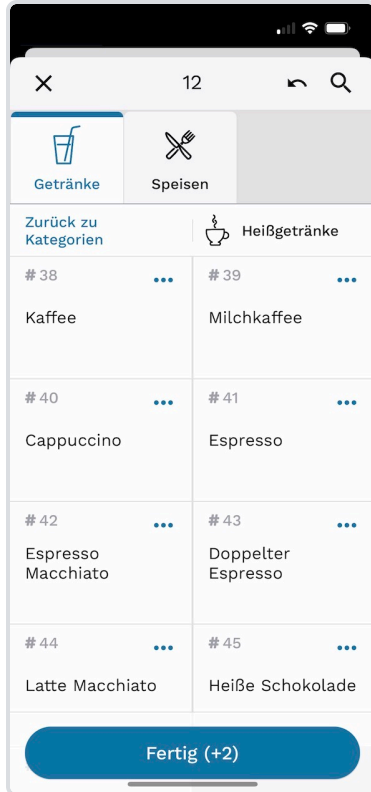 12
Getränke
Speisen
Zurück zu
Kategorien
Heißgetränke
# 38
# 39
Kaffee
Milchkaffee
# 40
# 41
Cappuccino
Espresso
# 42
# 43
Espresso
Macchiato
Doppelter
Espresso
# 44
# 45
Latte Macchiato
Heiße Schokolade
Fertig (+2)